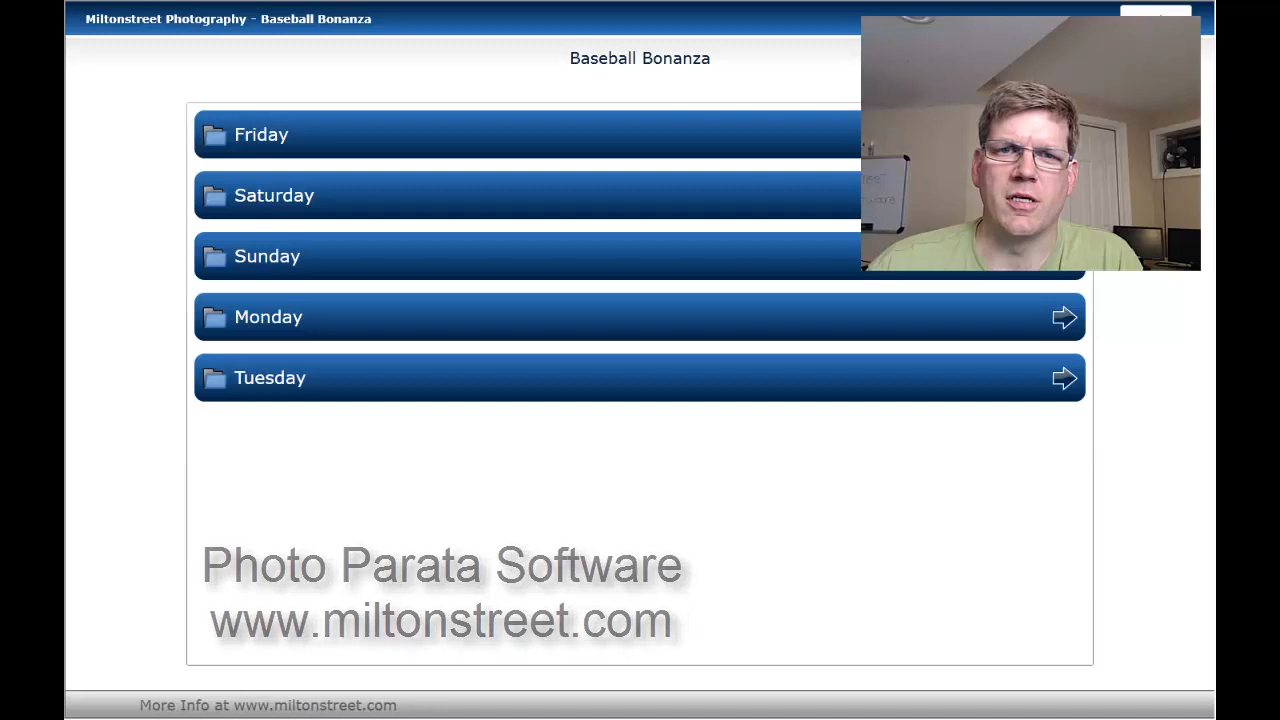 Miltonstreet Photography - Baseball Bonanza
Baseball Bonanza
Friday
Saturday
Sunday
Monday
Tuesday
Photo Parata Software
www.miltonstreet.com
More Info at www.miltonstreet.com